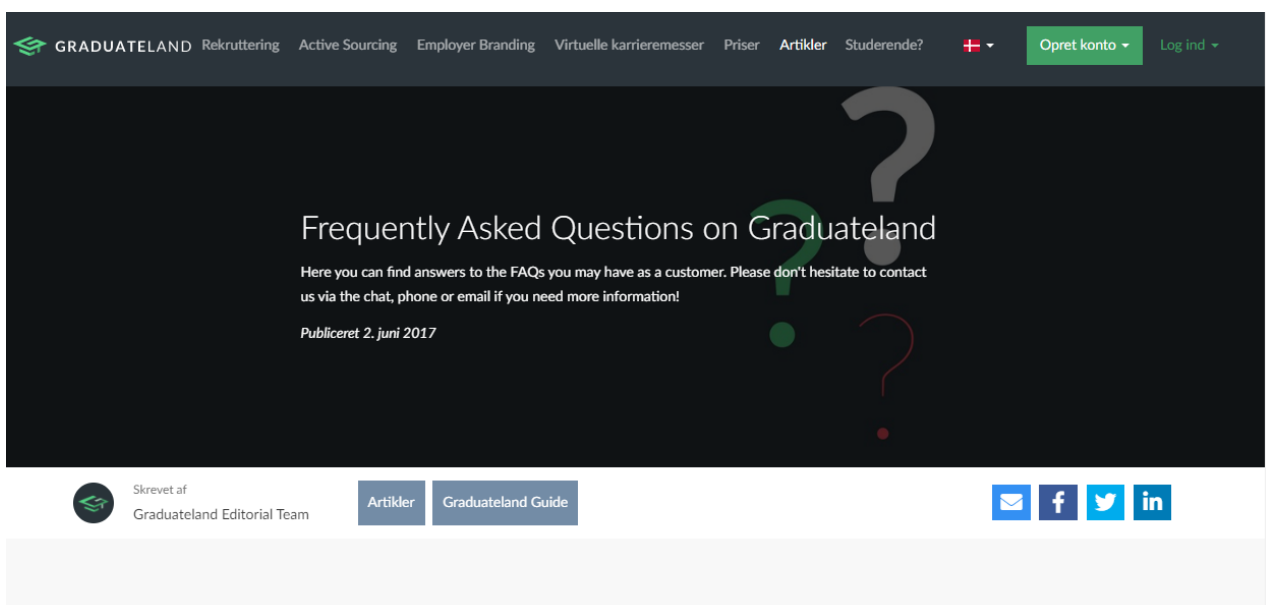 GRADUATELAND Rekruttering Active Sourcing Employer Branding Virtuelle karrieremesser Priser Artikler Studerende? Opret konto Log ind
Frequently Asked Questions on Graduateland
Here you can find answers to the FAQs you may have as a customer. Please don't hesitate to contact
us via the chat, phone or email if you need more information!
Publiceret 2. juni 2017
Skrevet af
Graduateland Editorial Team
Artikler Graduateland Guide